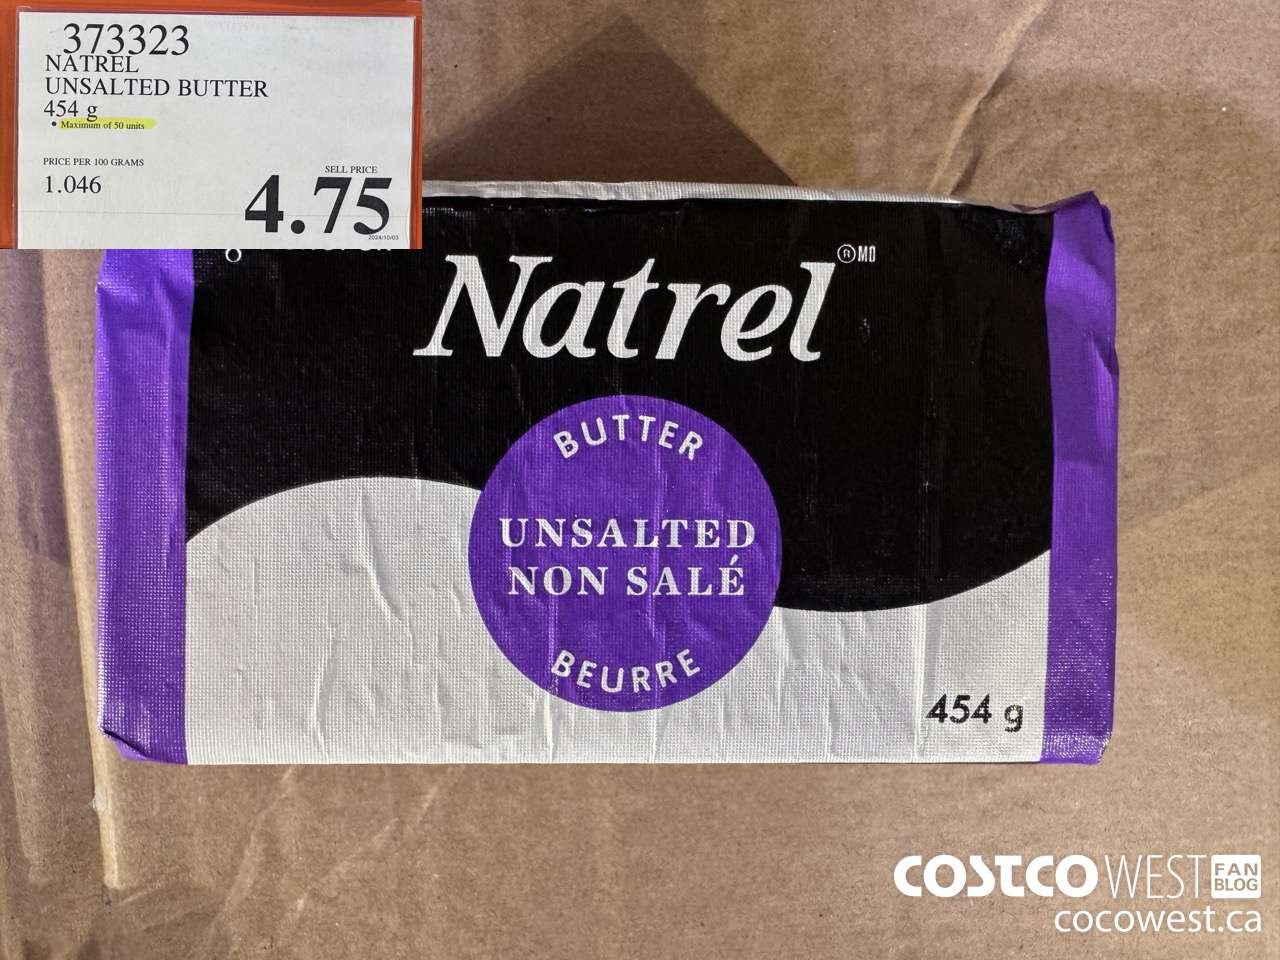 373323
NATREL
UNSALTED BUTTER
454 g
• Maximum of 50 units
PRICE PER 100 GRAMS
1.046
SELL PRICE
4.75
2024/10/03
Natrel
® MD
BUTTER
UNSALTED
NON SALÉ
BEURRE
454 g
COSTCO WEST FAN BLOG
cocowest.ca